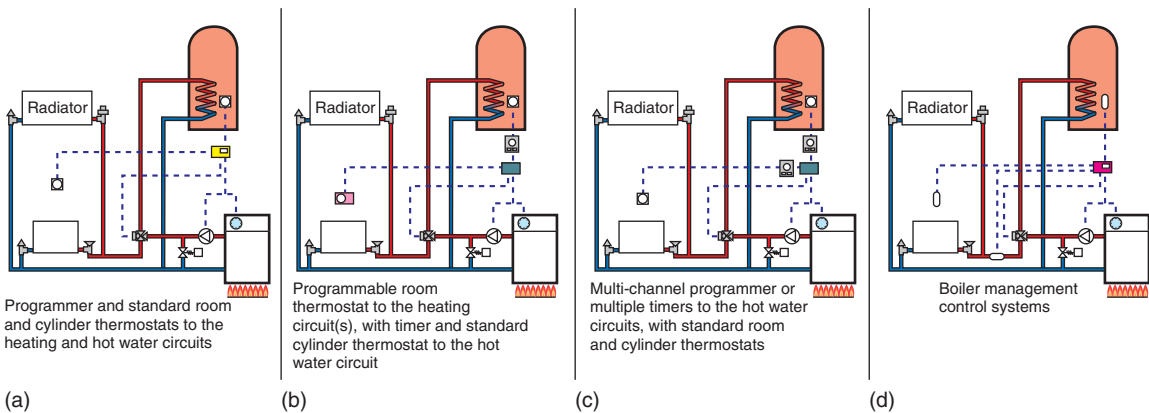 Radiator
Radiator
Radiator
Radiator
Programmer and standard room
and cylinder thermostats to the
heating and hot water circuits
Programmable room
thermostat to the heating
circuit(s), with timer and standard
cylinder thermostat to the hot
water circuit
Multi-channel programmer or
multiple timers to the hot water
circuits, with standard room
and cylinder thermostats
Boiler management
control systems
(a)
(b)
(c)
(d)